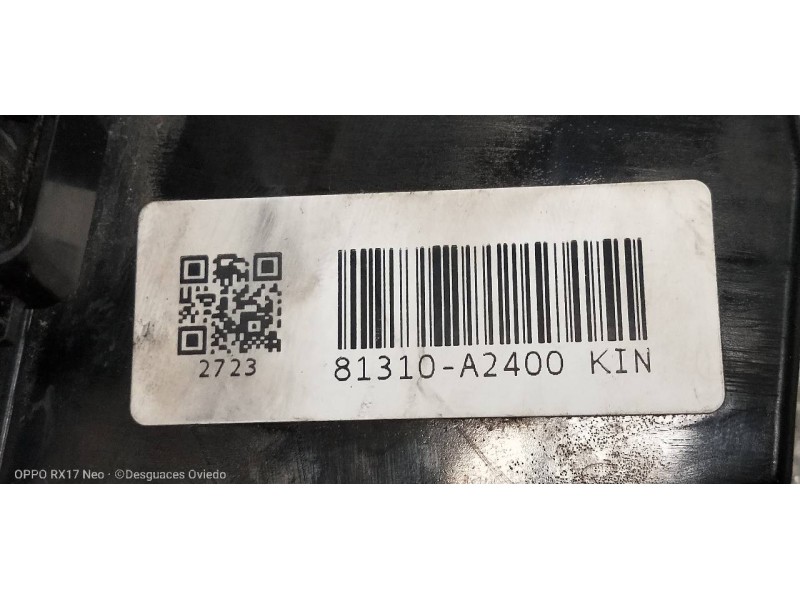 2723
81310-A2400 KIN
OPPO RX17 Neo · ©Desguaces Oviedo